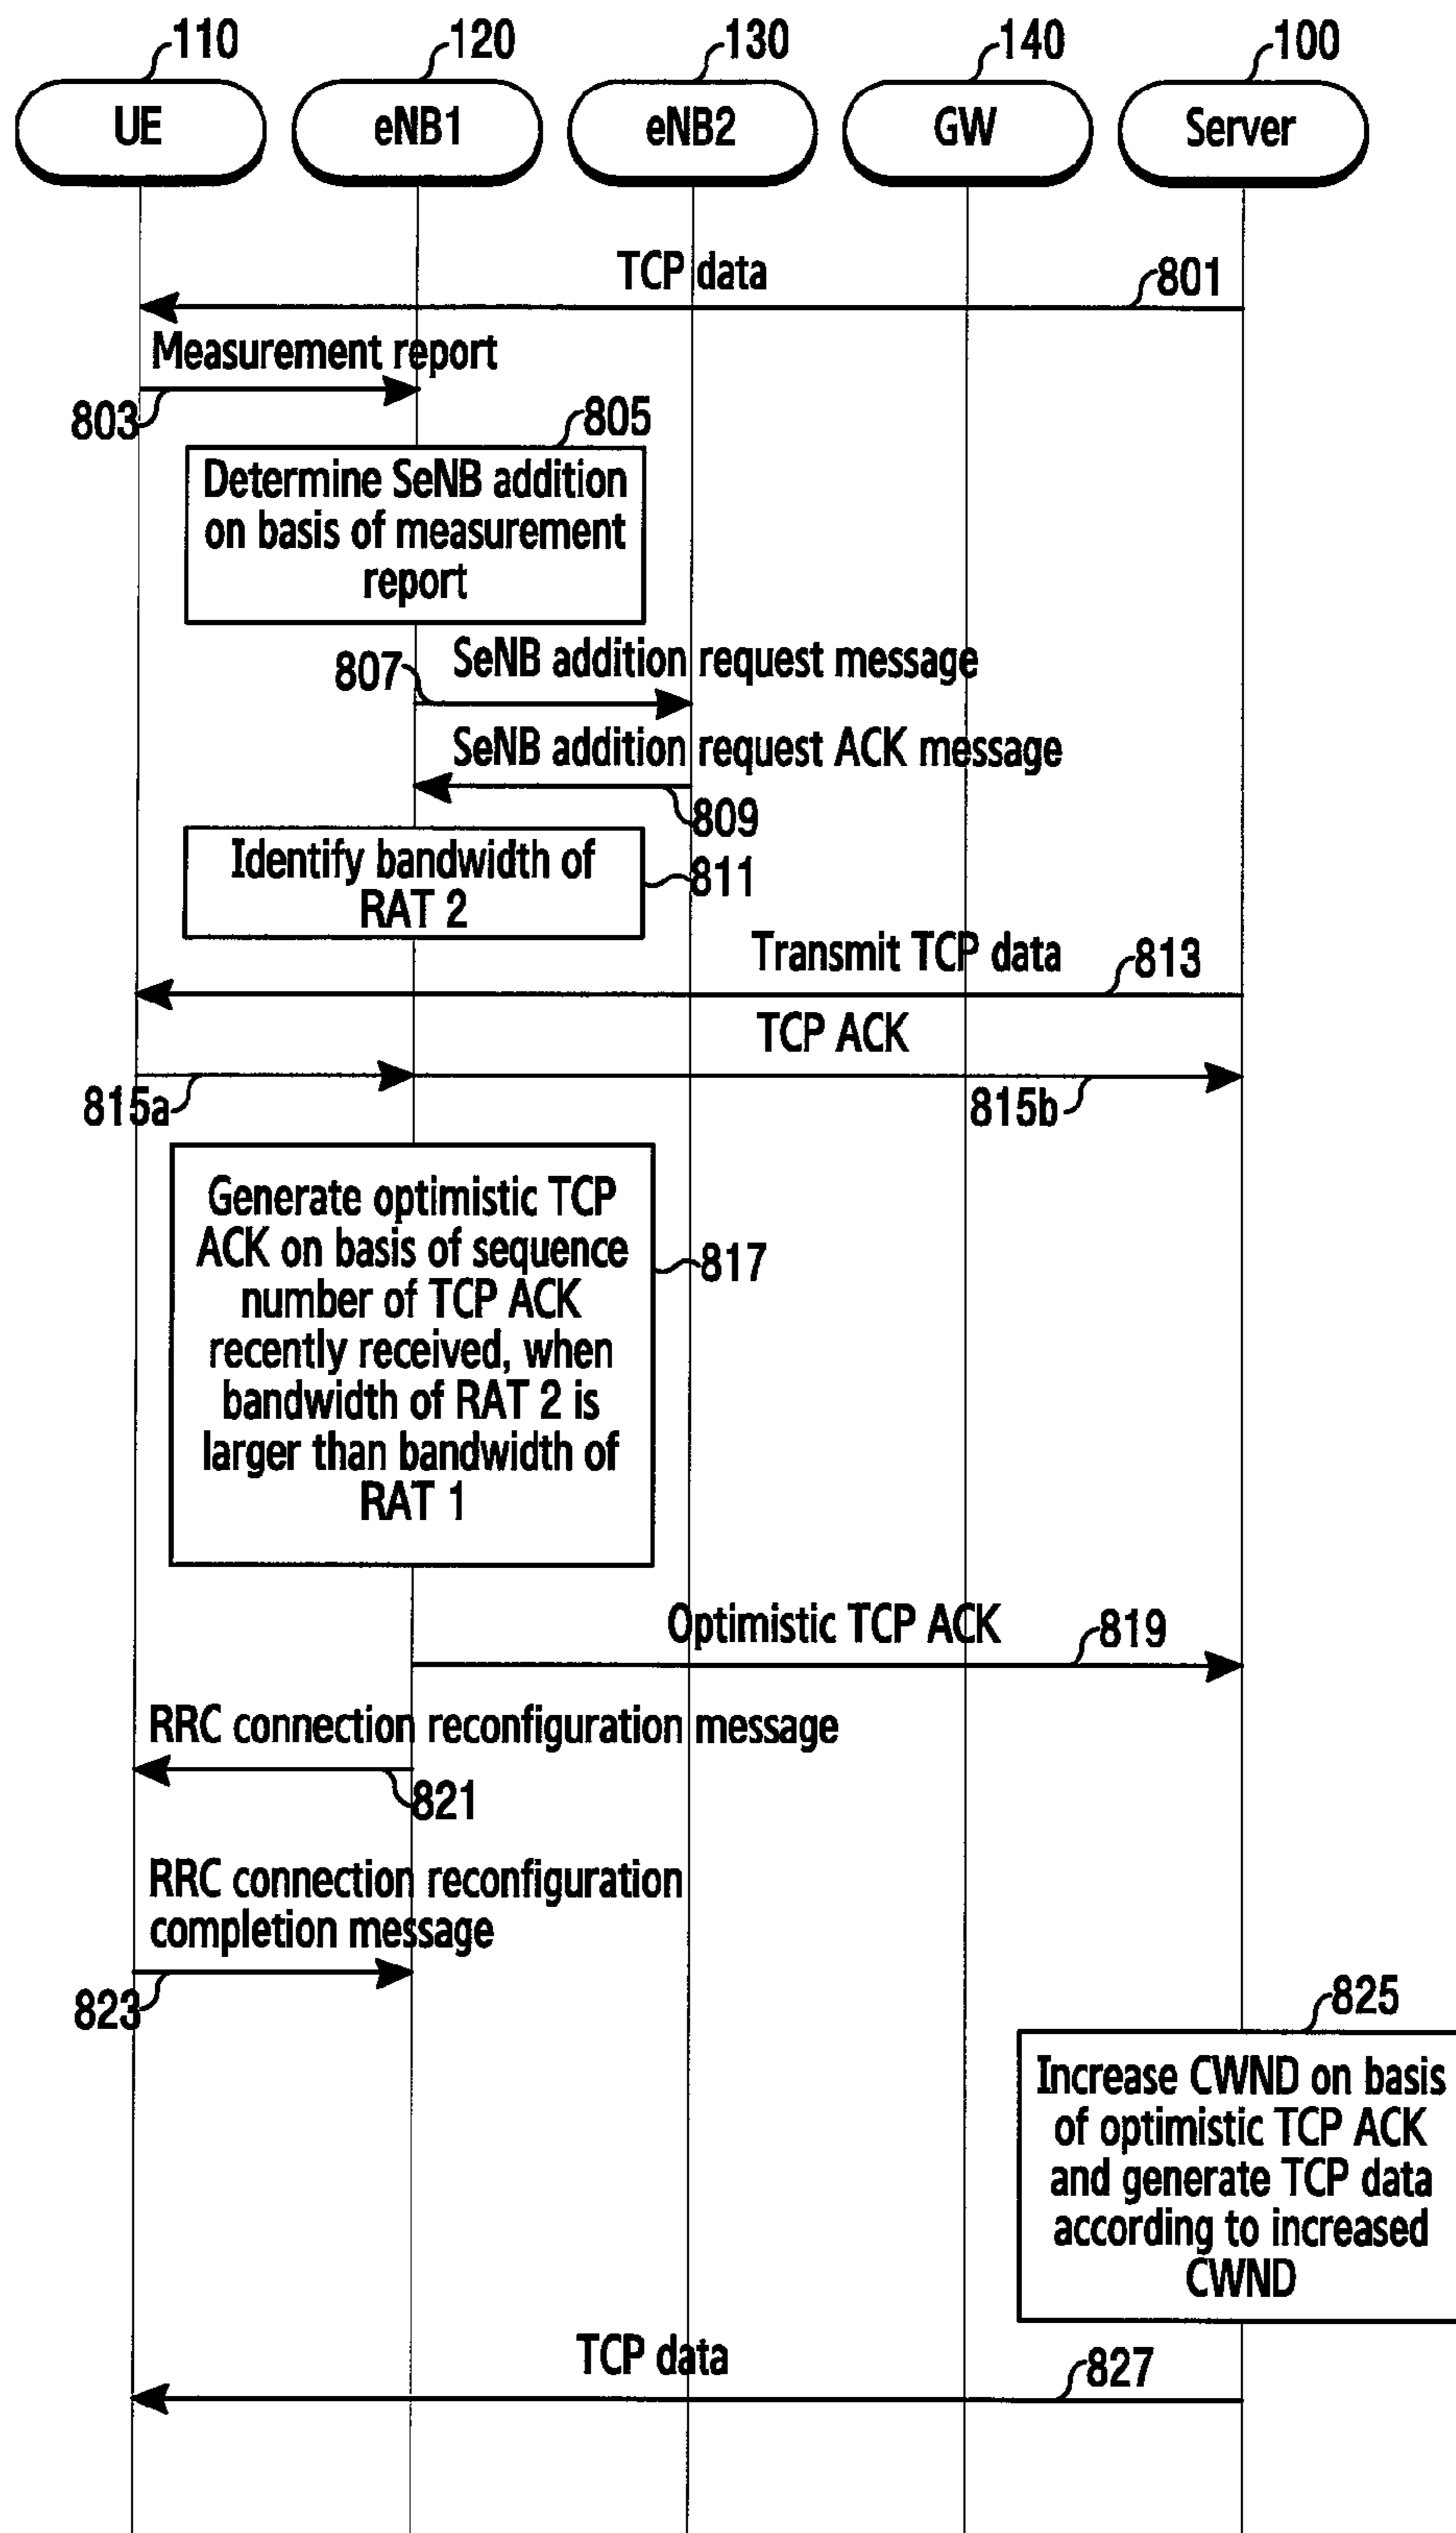 110
120
130
140
100
UE
eNB1
eNB2
GW
Server
TCP data
801
Measurement report
803
805
Determine SeNB addition
on basis of measurement
report
SeNB addition request message
807
SeNB addition request ACK message
809
Identify bandwidth of
RAT 2
811
Transmit TCP data
813
TCP ACK
815a
815b
Generate optimistic TCP
ACK on basis of sequence
number of TCP ACK
recently received, when
bandwidth of RAT 2 is
larger than bandwidth of
RAT 1
817
Optimistic TCP ACK
819
RRC connection reconfiguration message
821
RRC connection reconfiguration
completion message
823
825
Increase CWND on basis
of optimistic TCP ACK
and generate TCP data
according to increased
CWND
TCP data
827